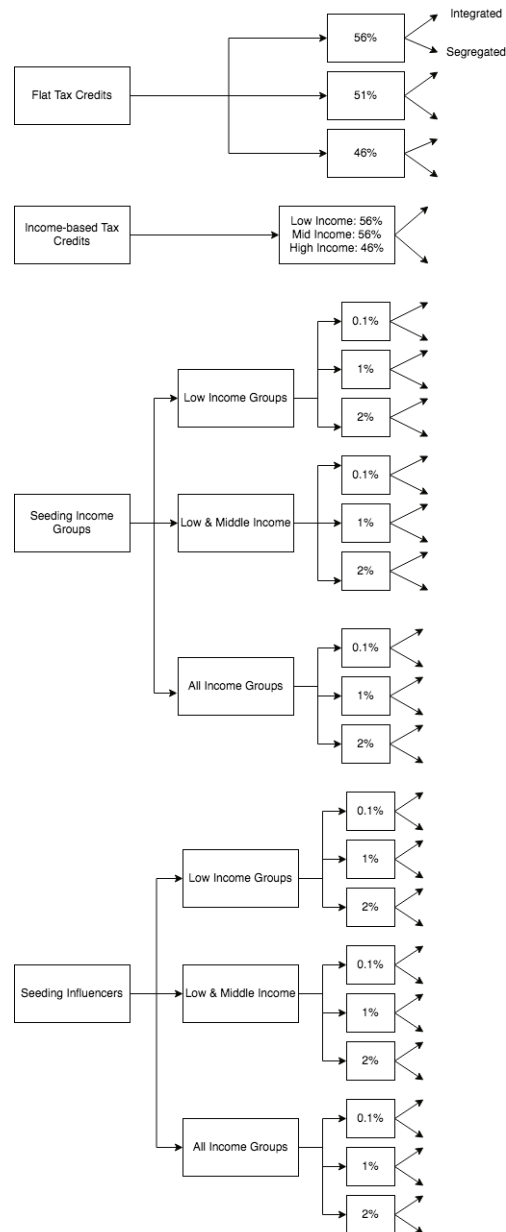 Integrated
56%
Segregated
Flat Tax Credits
51%
46%
Income-based Tax
Credits
Low Income: 56%
Mid Income: 56%
High Income: 46%
0.1%
1%
Low Income Groups
2%
0.1%
Seeding Income
Groups
Low & Middle Income
1%
2%
0.1%
All Income Groups
1%
2%
0.1%
1%
Low Income Groups
2%
0.1%
Seeding Influencers
Low & Middle Income
1%
2%
0.1%
All Income Groups
1%
2%